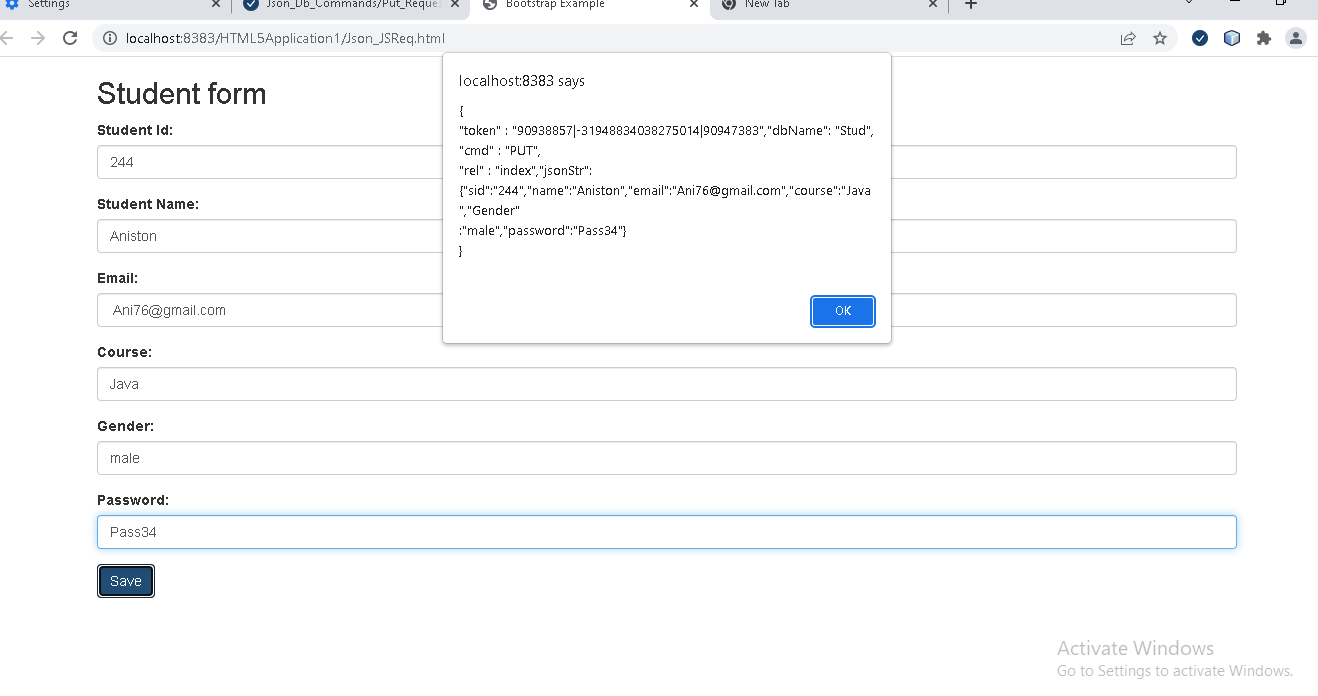 Settings
Json_Db_Commands/Put_Reque
Bootstrap Example
New Tab
localhost:8383/HTML5Application1/Json_JSReq.html
localhost:8383 says
{
"token" : "90938857|-31948834038275014|90947383","dbName": "Stud",
"cmd" : "PUT",
"rel" : "index","jsonStr":
{"sid":"244","name":"Aniston","email":"Ani76@gmail.com","course":"Java
","Gender"
:"male","password":"Pass34"}
}
OK
Student form
Student Id:
244
Student Name:
Aniston
Email:
Ani76@gmail.com
Course:
Java
Gender:
male
Password:
Pass34
Save
Activate Windows
Go to Settings to activate Windows.